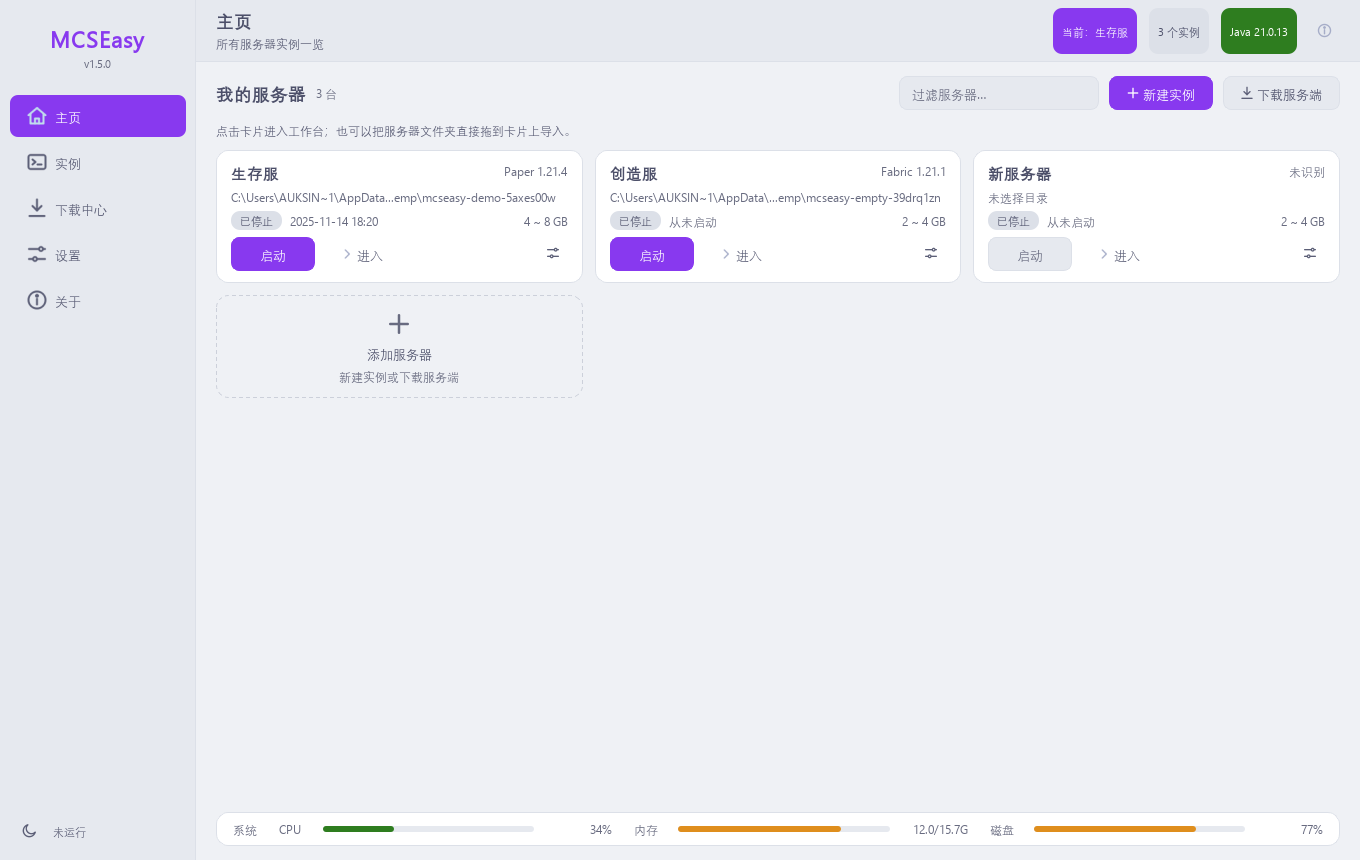 MCSEasy
v1.5.0
主页
实例
下载中心
设置
关于
未运行
主页
所有服务器实例一览
当前：生存服
3 个实例
Java 21.0.13
我的服务器 3 台
过滤服务器...
新建实例
下载服务端
点击卡片进入工作台；也可以把服务器文件夹直接拖到卡片上导入。
生存服 Paper 1.21.4
C:\Users\AUKSIN~1\AppData...emp\mcseasy-demo-5axes00w
已停止 2025-11-14 18:20 4 ~ 8 GB
启动 进入
创造服 Fabric 1.21.1
C:\Users\AUKSIN~1\AppData\...emp\mcseasy-empty-39drq1zn
已停止 从未启动 2 ~ 4 GB
启动 进入
新服务器 未识别
未选择目录
已停止 从未启动 2 ~ 4 GB
启动 进入
添加服务器
新建实例或下载服务端
系统 CPU 34% 内存 12.0/15.7G 磁盘 77%